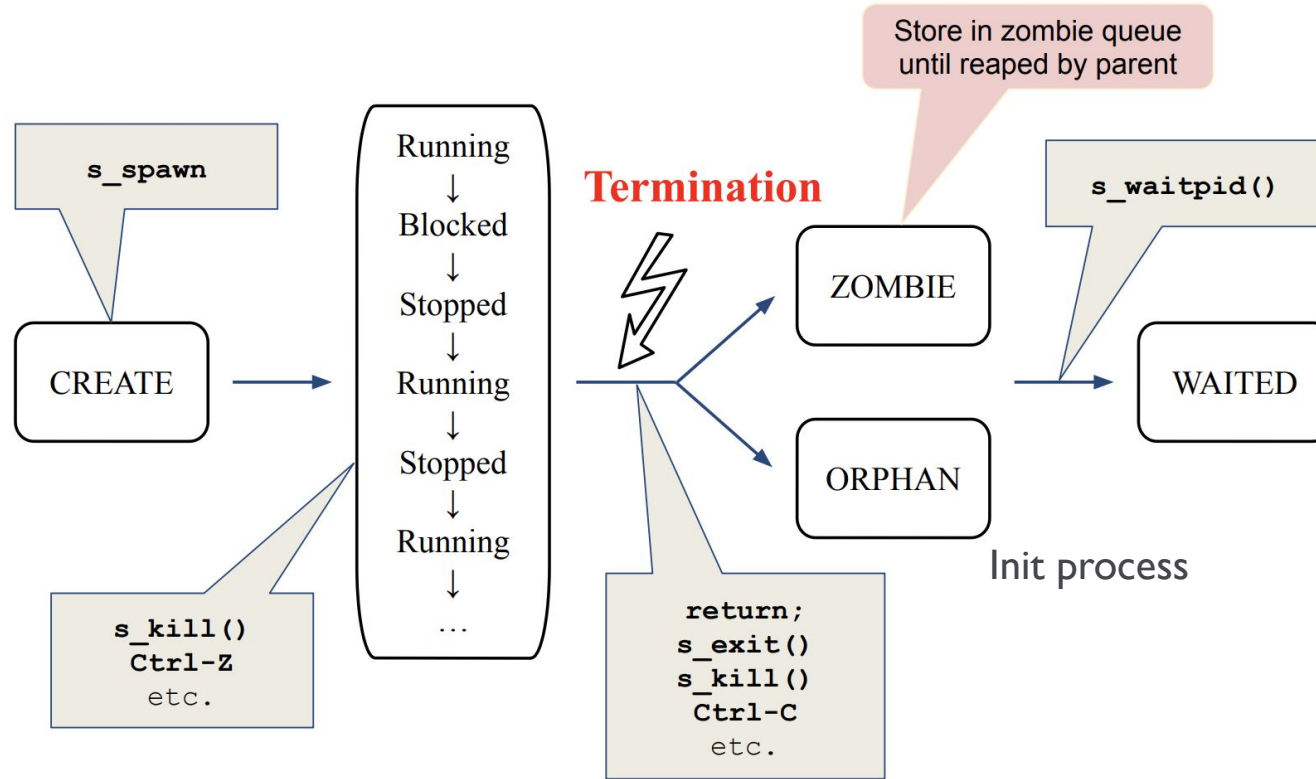 Store in zombie queue
until reaped by parent
s_spawn
CREATE
Running
↓
Blocked
↓
Stopped
↓
Running
↓
Stopped
↓
Running
↓
...
s_kill()
Ctrl-Z
etc.
Termination
ZOMBIE
ORPHAN
Init process
return;
s_exit()
s_kill()
Ctrl-C
etc.
s_waitpid()
WAITED